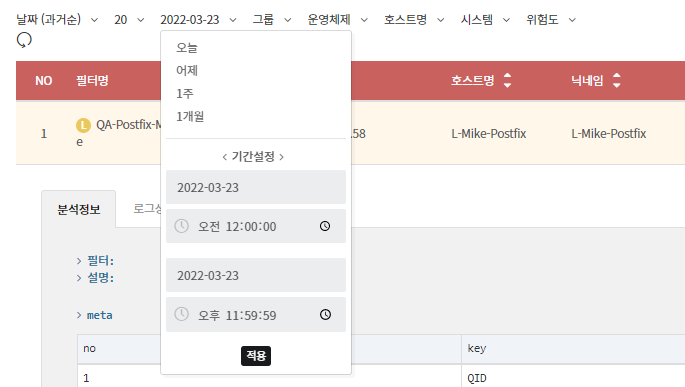 날짜 (과거순) 20 2022-03-23 그룹 운영체제 호스트명 시스템 위험도
오늘
어제
1주
1개월
< 기간설정 >
2022-03-23
오전 12:00:00
2022-03-23
오후 11:59:59
적용
NO 필터명 호스트명 닉네임
1 L QA-Postfix-M .58 L-Mike-Postfix L-Mike-Postfix
e
분석정보 로그상
> 필터:
> 설명:
> meta
no key
1 QID